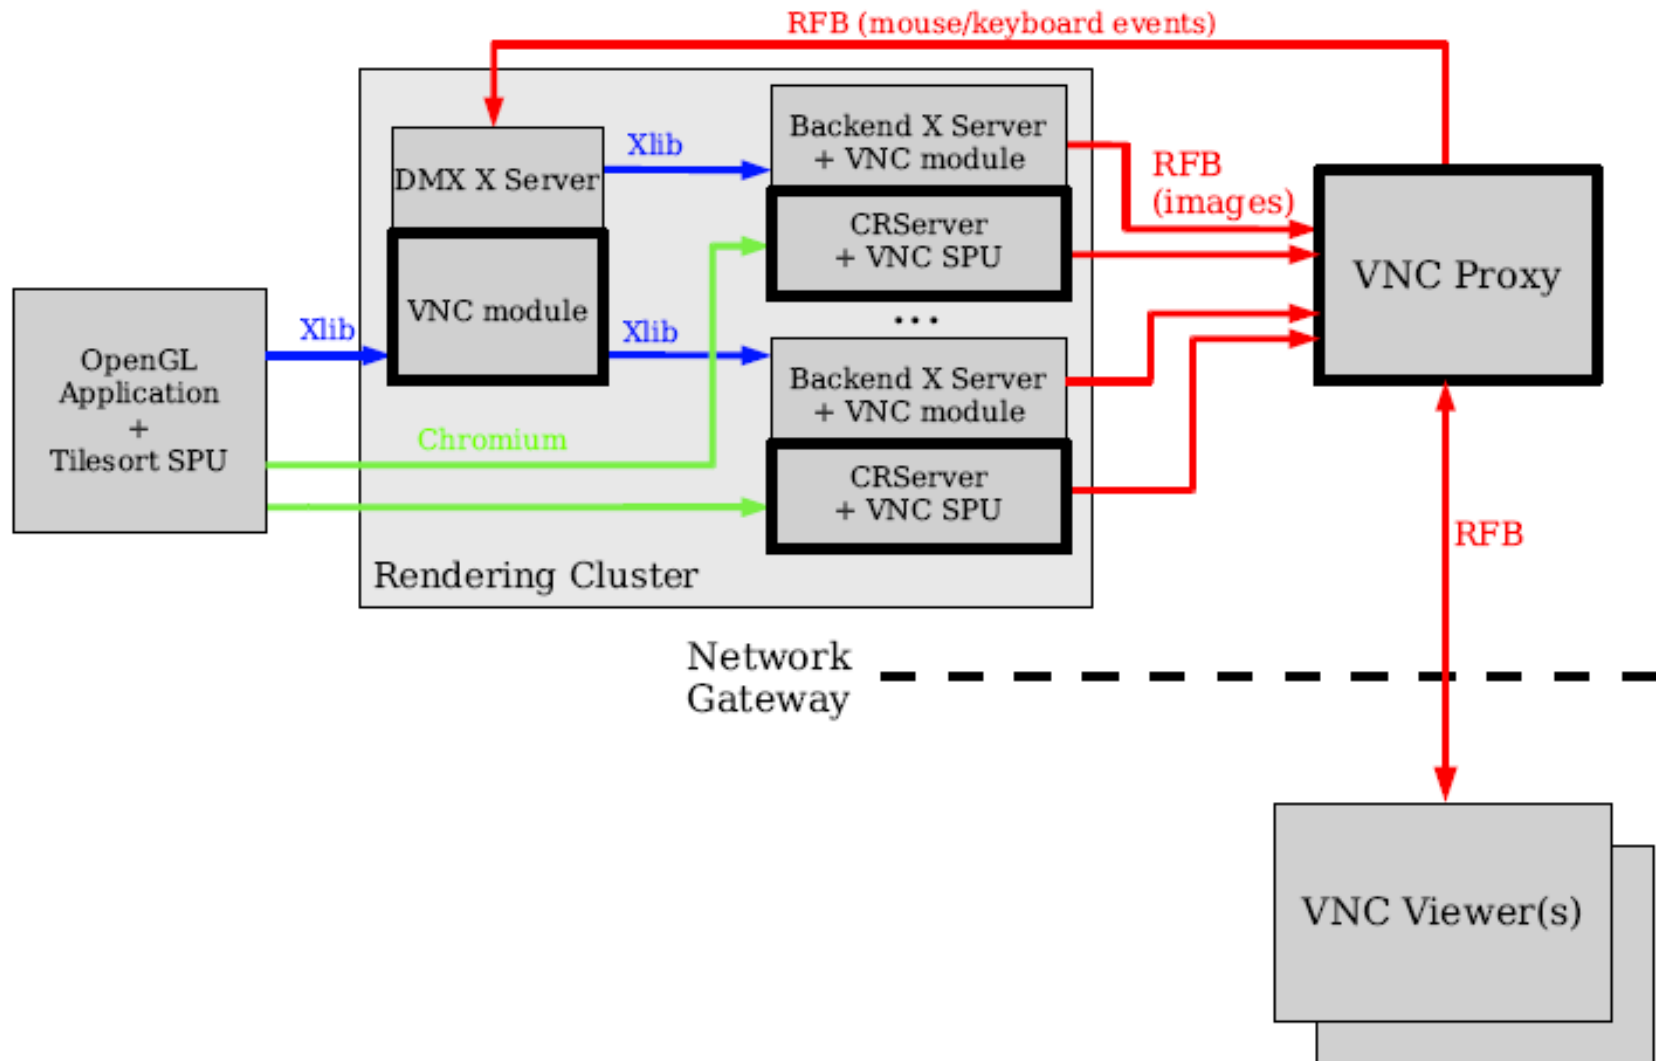 RFB (mouse/keyboard events)
Backend X Server
+ VNC module
Xlib
DMX X Server
RFB
(images)
CRServer
+ VNC SPU
VNC Proxy
VNC module
...
Xlib
Xlib
OpenGL
Application
+
Tilesort SPU
Backend X Server
+ VNC module
Chromium
CRServer
+ VNC SPU
RFB
Rendering Cluster
Network
Gateway
VNC Viewer(s)